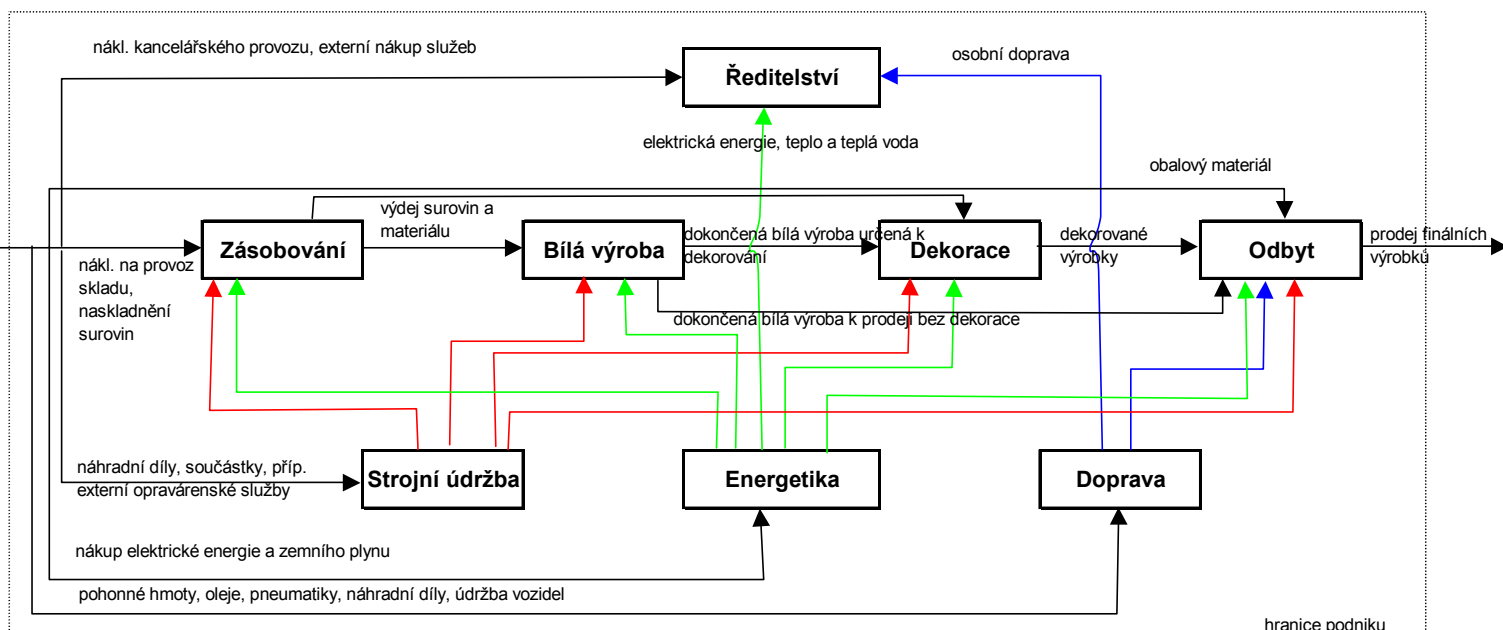 nákl. kancelářského provozu, externí nákup služeb
osobní doprava
Ředitelství
elektrická energie, teplo a teplá voda
obalový materiál
výdej surovin a
materiálu
Zásobování
Bílá výroba
dokončená bílá výroba určená k
dekorování
Dekorace
dekorované
výrobky
Odbyt
prodej finálních
výrobků
nákl. na provoz
skladu,
naskladnění
surovin
dokončená bílá výroba k prodeji bez dekorace
náhradní díly, součástky, příp.
externí opravárenské služby
Strojní údržba
Energetika
Doprava
nákup elektrické energie a zemního plynu
pohonné hmoty, oleje, pneumatiky, náhradní díly, údržba vozidel
hranice podniku